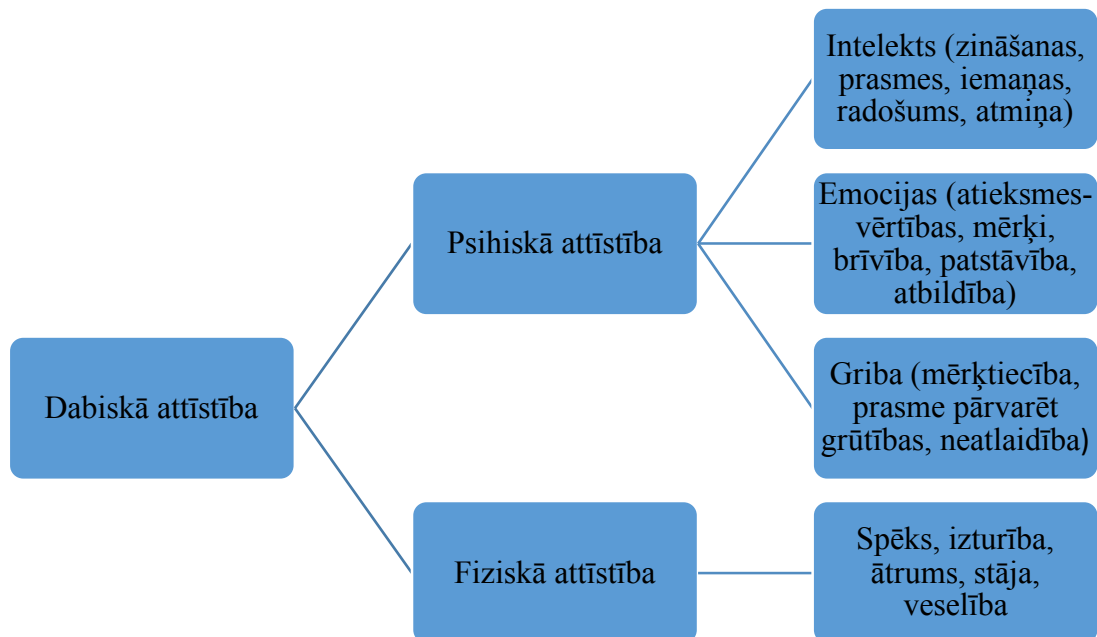 Intelekts (zināšanas,
prasmes, iemaņas,
radošums, atmiņa)
Psihiskā attīstība
Emocijas (atieksmes-
vērtības, mērķi,
brīvība, patstāvība,
atbildība)
Dabiskā attīstība
Griba (mērķtiecība,
prasme pārvarēt
grūtības, neatlaidība)
Fiziskā attīstība
Spēks, izturība,
ātrums, stāja,
veselība